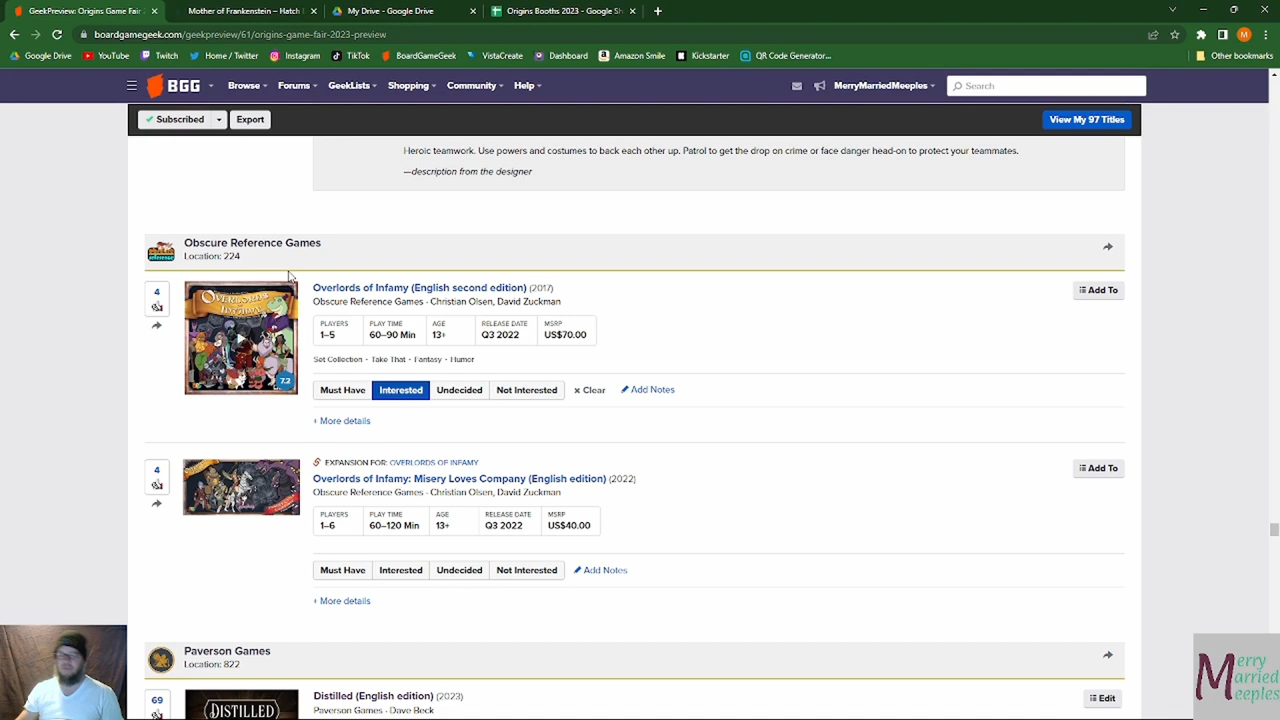 GeekPreview: Origins Game Fair
Mother of Frankenstein – Hatch
My Drive - Google Drive
Origins Booths 2023 - Google Sh
boardgamegeek.com/geekpreview/61/origins-game-fair-2023-preview
Google Drive
YouTube
Twitch
Home / Twitter
Instagram
TikTok
BoardGameGeek
VistaCreate
Dashboard
Amazon Smile
Kickstarter
QR Code Generator...
Other bookmarks
BGG
Browse
Forums
GeekLists
Shopping
Community
Help
MerryMarriedMeeples
Search
Subscribed
Export
View My 97 Titles
Heroic teamwork. Use powers and costumes to back each other up. Patrol to get the drop on crime or face danger head-on to protect your teammates.
—description from the designer
Obscure Reference Games
Location: 224
4
OVERLORDS OF INFAMY
7.2
Overlords of Infamy (English second edition) (2017)
Obscure Reference Games · Christian Olsen, David Zuckman
PLAYERS PLAY TIME AGE RELEASE DATE MSRP
1–5 60–90 Min 13+ Q3 2022 US$70.00
Set Collection · Take That · Fantasy · Humor
Must Have Interested Undecided Not Interested × Clear Add Notes
+ More details
Add To
4
EXPANSION FOR: OVERLORDS OF INFAMY
Overlords of Infamy: Misery Loves Company (English edition) (2022)
Obscure Reference Games · Christian Olsen, David Zuckman
PLAYERS PLAY TIME AGE RELEASE DATE MSRP
1–6 60–120 Min 13+ Q3 2022 US$40.00
Must Have Interested Undecided Not Interested Add Notes
+ More details
Add To
Paverson Games
Location: 822
69
DISTILLED
Distilled (English edition) (2023)
Paverson Games · Dave Beck
Edit
Merry
Married
Meeples